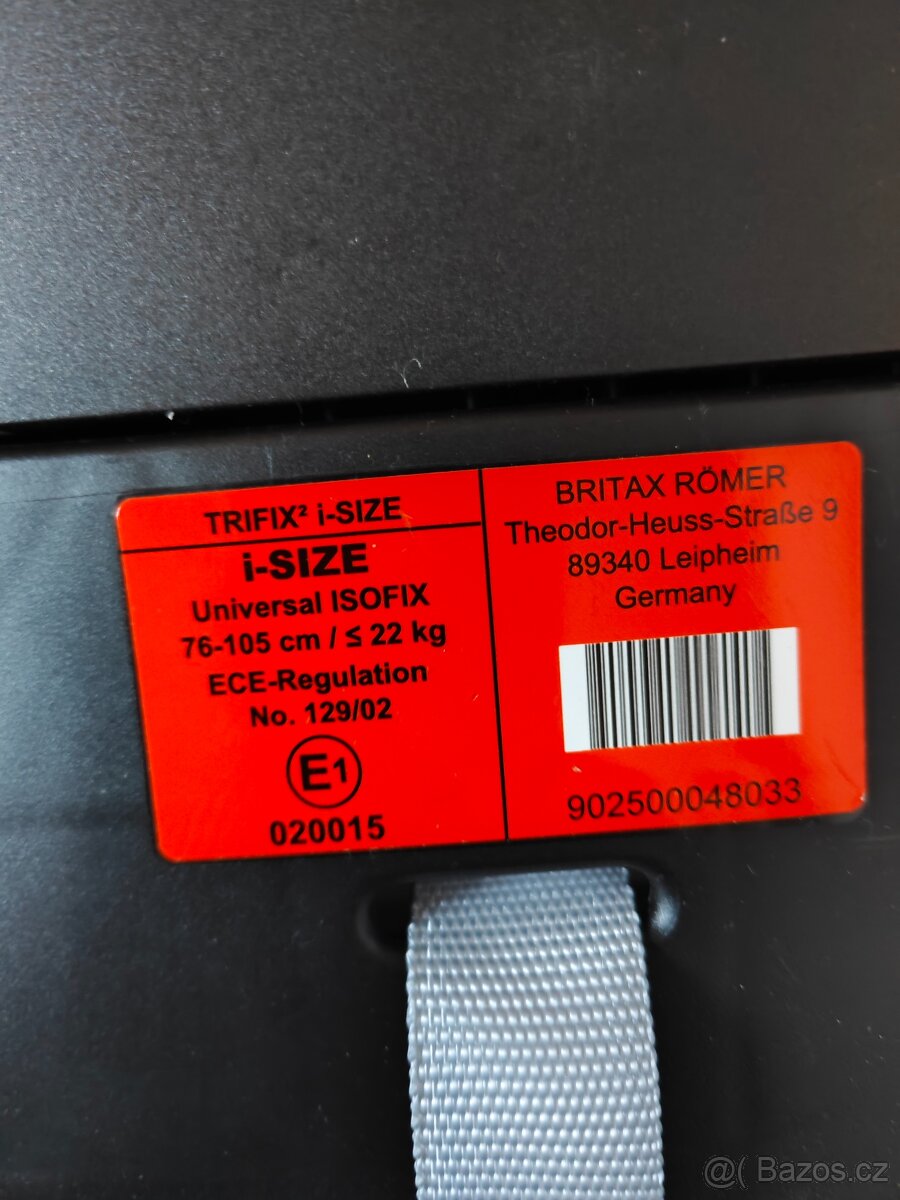 TRIFIX² i-SIZE
i-SIZE
Universal ISOFIX
76-105 cm / ≤ 22 kg
ECE-Regulation
No. 129/02
E1
020015
BRITAX RÖMER
Theodor-Heuss-Straße 9
89340 Leipheim
Germany
902500048033
@( Bazos.cz